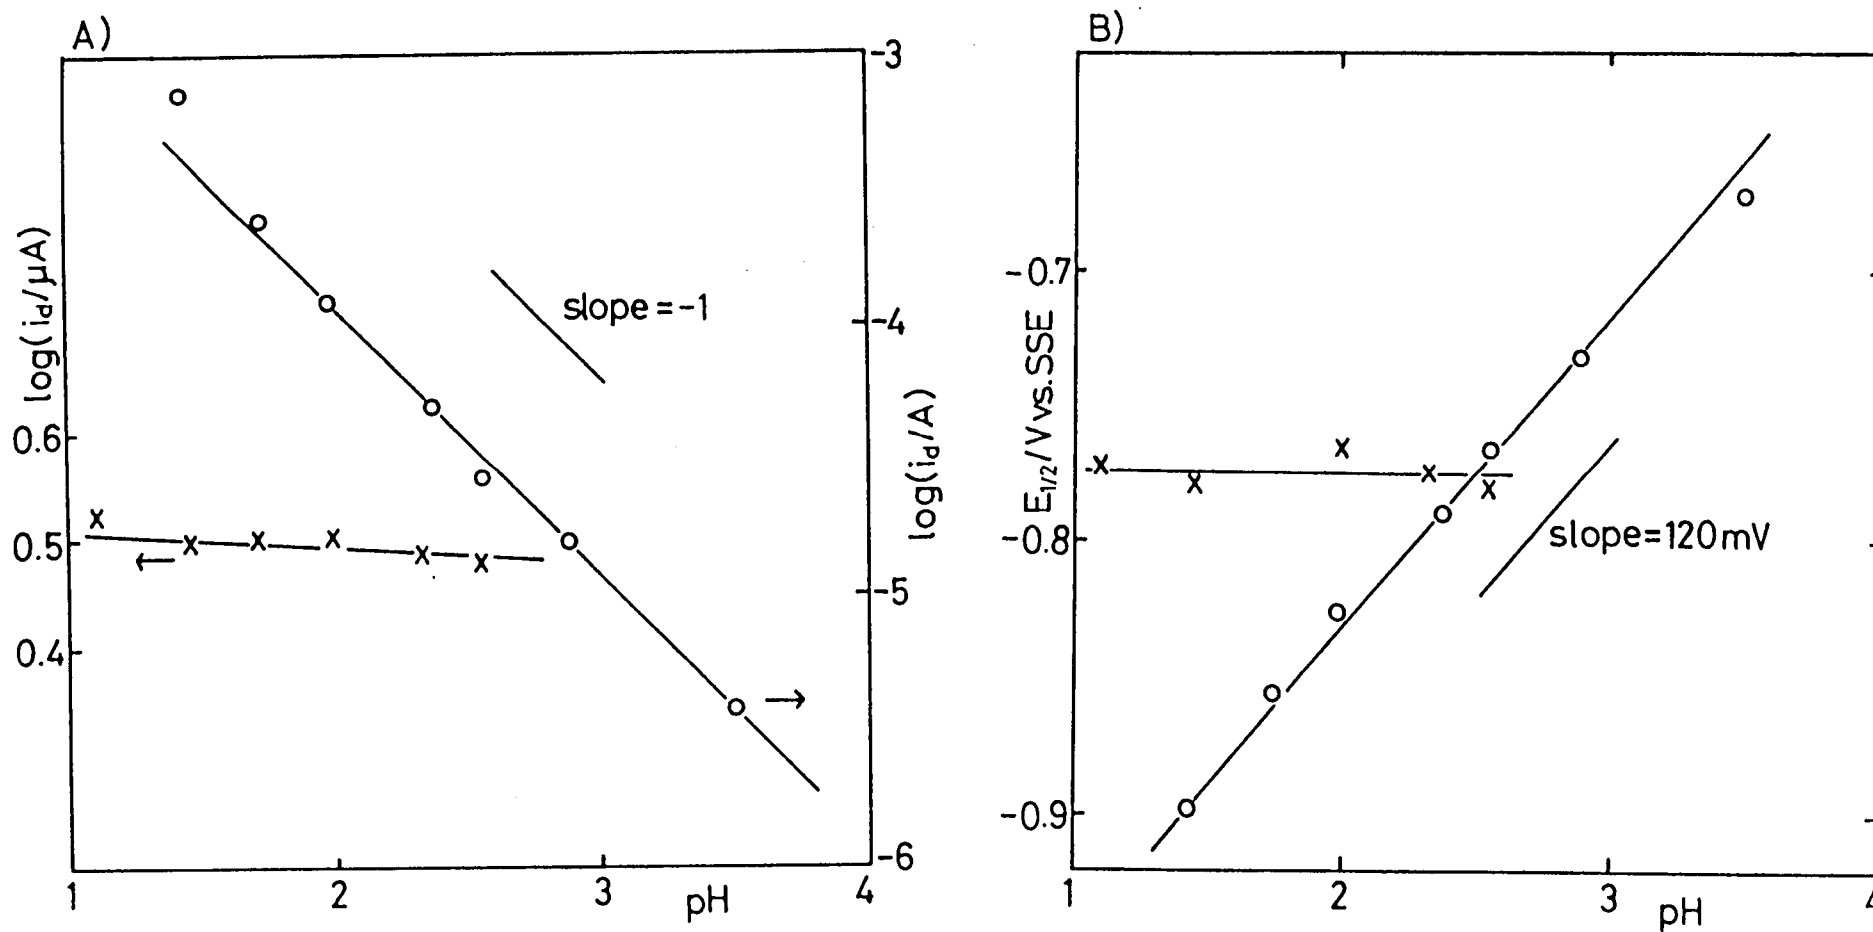 A)
log(i_d/μA)
0.6
0.5
0.4
-3
-4
-5
-6
log(i_d/A)
slope=-1
1 2 3 pH 4
B)
E_1/2/V vs. SSE
-0.7
-0.8
-0.9
slope=120mV
1 2 3 pH 4